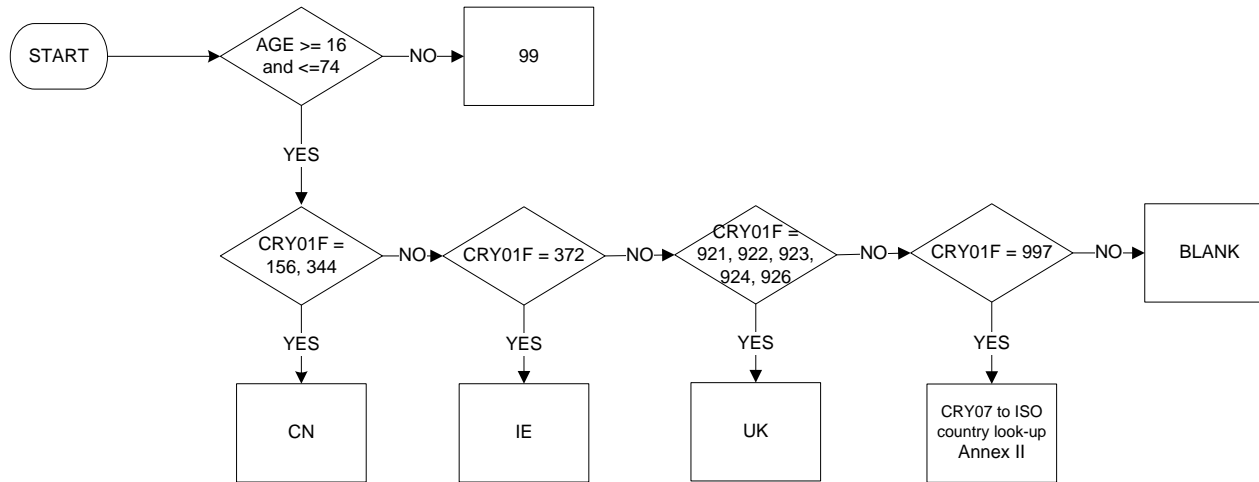 START
AGE >= 16
and <=74
NO
99
YES
CRY01F =
156, 344
NO
CRY01F = 372
NO
CRY01F =
921, 922, 923,
924, 926
NO
CRY01F = 997
NO
BLANK
YES
YES
YES
YES
CN
IE
UK
CRY07 to ISO
country look-up
Annex II